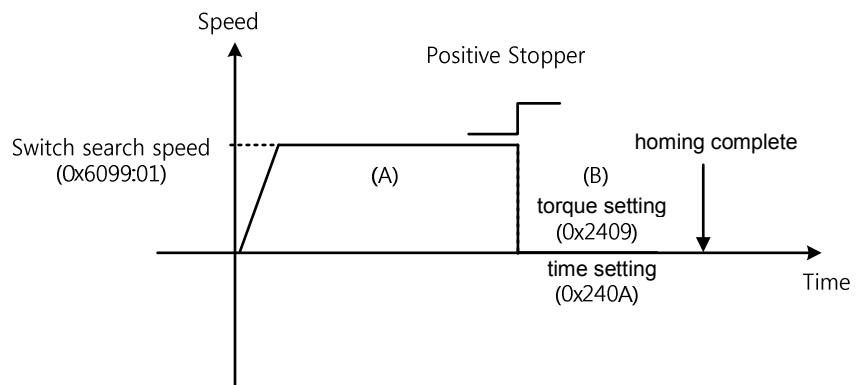 Speed
Positive Stopper
Switch search speed
(0x6099:01)
homing complete
(A)
(B)
torque setting
(0x2409)
time setting
(0x240A)
Time